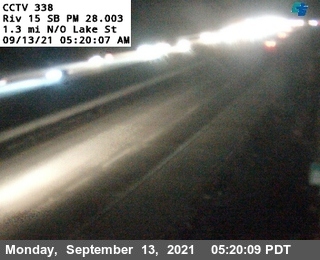 CCTV 338
Riv 15 SB PM 28.003
1.3 mi N/O Lake St
09/13/21 05:20:07 AM
Monday, September 13, 2021 05:20:09 PDT